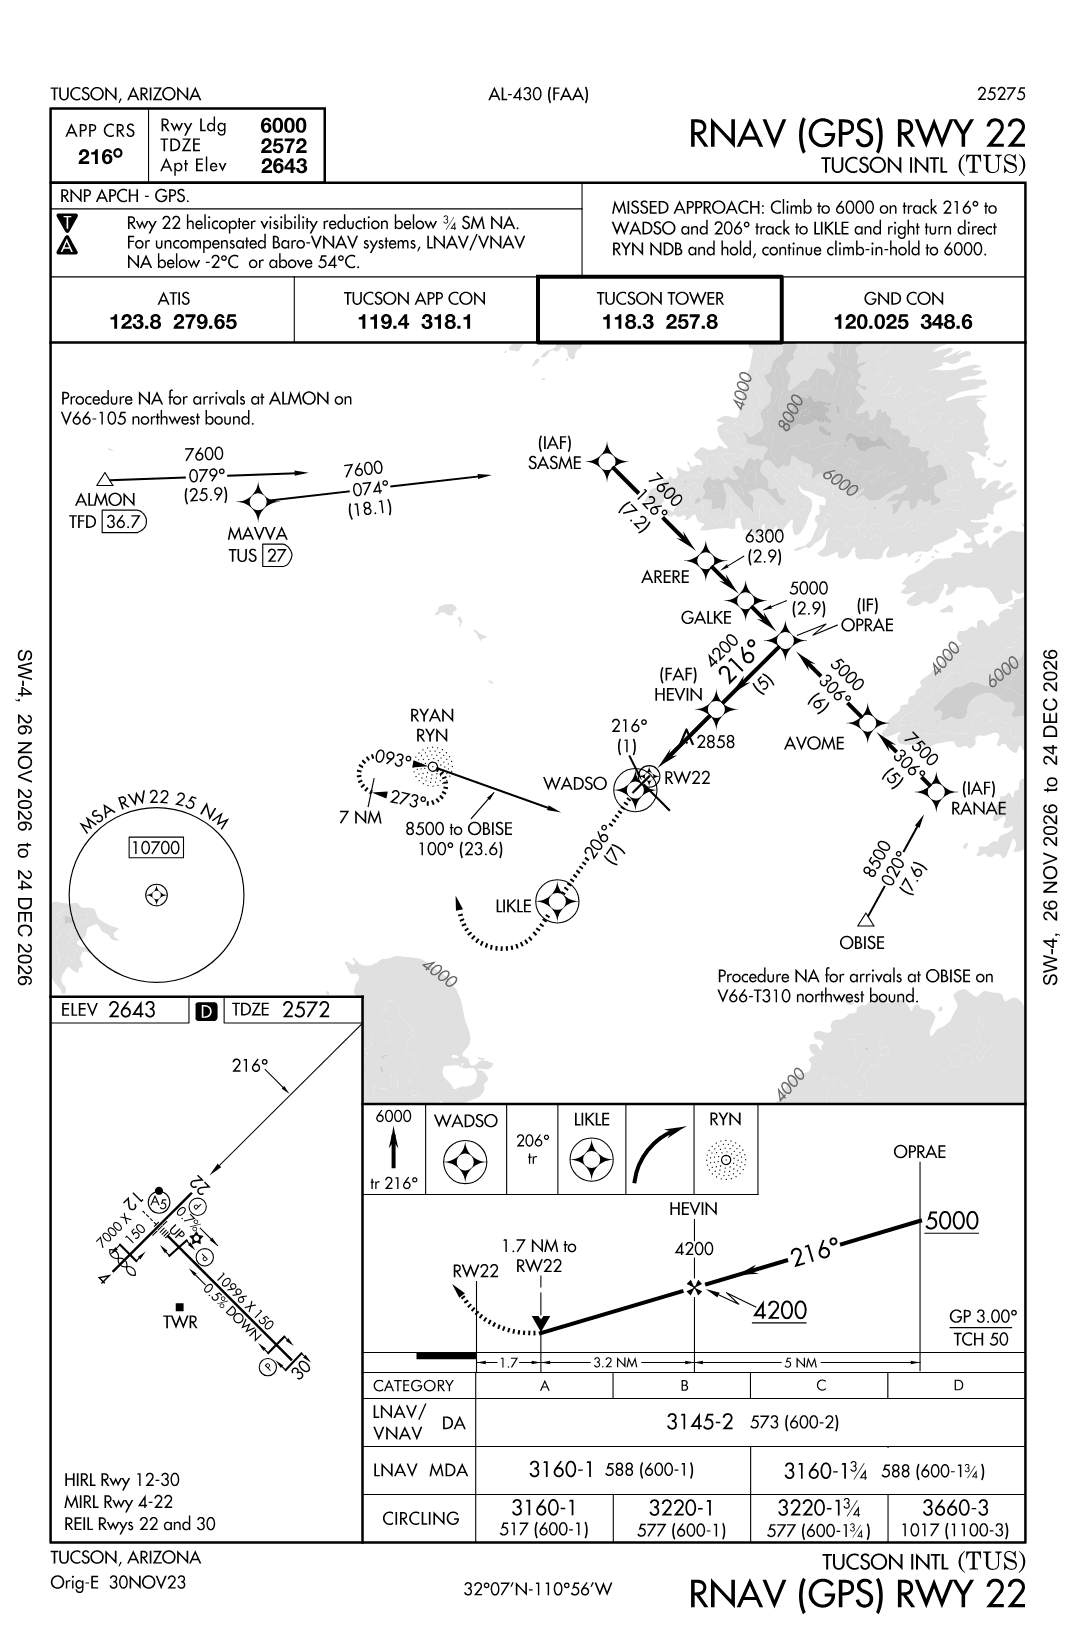 TUCSON, ARIZONA
AL-430 (FAA)
25275
APP CRS
216°
Rwy Ldg 6000
TDZE 2572
Apt Elev 2643
RNAV (GPS) RWY 22
TUCSON INTL (TUS)
RNP APCH - GPS.
T
A
Rwy 22 helicopter visibility reduction below ¾ SM NA.
For uncompensated Baro-VNAV systems, LNAV/VNAV
NA below -2°C or above 54°C.
MISSED APPROACH: Climb to 6000 on track 216° to
WADSO and 206° track to LIKLE and right turn direct
RYN NDB and hold, continue climb-in-hold to 6000.
ATIS
123.8 279.65
TUCSON APP CON
119.4 318.1
TUCSON TOWER
118.3 257.8
GND CON
120.025 348.6
Procedure NA for arrivals at ALMON on
V66-105 northwest bound.
7600
079°
(25.9)
ALMON
TFD 36.7
7600
074°
(18.1)
MAVVA
TUS 27
(IAF)
SASME
7600
126°
(7.2)
4000
8000
6000
ARERE
6300
(2.9)
GALKE
5000
(2.9)
(IF)
OPRAE
4200
216°
(5)
(FAF)
HEVIN
5000
306°
(6)
4000
6000
AVOME
7500
306°
(5)
(IAF)
RANAE
216°
(1)
2858
WADSO
RW22
RYAN
RYN
093°
273°
7 NM
8500 to OBISE
100° (23.6)
206°
(7)
LIKLE
8500
020°
(7.6)
OBISE
MSA RW22 25 NM
10700
4000
Procedure NA for arrivals at OBISE on
V66-T310 northwest bound.
4000
SW-4, 26 NOV 2026 to 24 DEC 2026
SW-4, 26 NOV 2026 to 24 DEC 2026
ELEV 2643
D
TDZE 2572
216°
22
12
A5
P
0.7%
UP
7000 X 150
4
P
10996 X 150
0.5% DOWN
TWR
P
30
HIRL Rwy 12-30
MIRL Rwy 4-22
REIL Rwys 22 and 30
6000
tr 216°
WADSO
206°
tr
LIKLE
RYN
OPRAE
HEVIN
5000
216°
4200
1.7 NM to
RW22
RW22
4200
GP 3.00°
TCH 50
1.7
3.2 NM
5 NM
CATEGORY A B C D
LNAV/
VNAV DA 3145-2 573 (600-2)
LNAV MDA 3160-1 588 (600-1) 3160-1¾ 588 (600-1¾)
CIRCLING
3160-1
517 (600-1)
3220-1
577 (600-1)
3220-1¾
577 (600-1¾)
3660-3
1017 (1100-3)
TUCSON, ARIZONA
Orig-E 30NOV23
32°07'N-110°56'W
TUCSON INTL (TUS)
RNAV (GPS) RWY 22